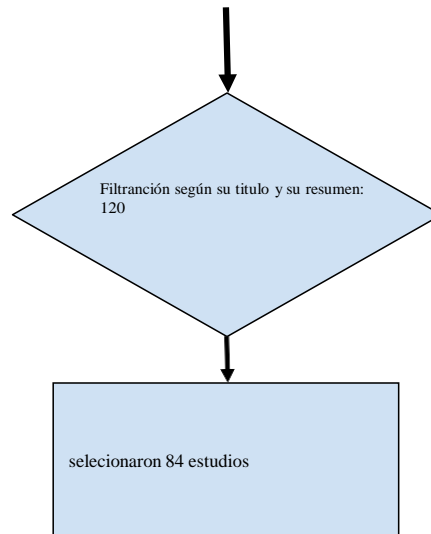 Filtranción según su titulo y su resumen:
120
selecionaron 84 estudios